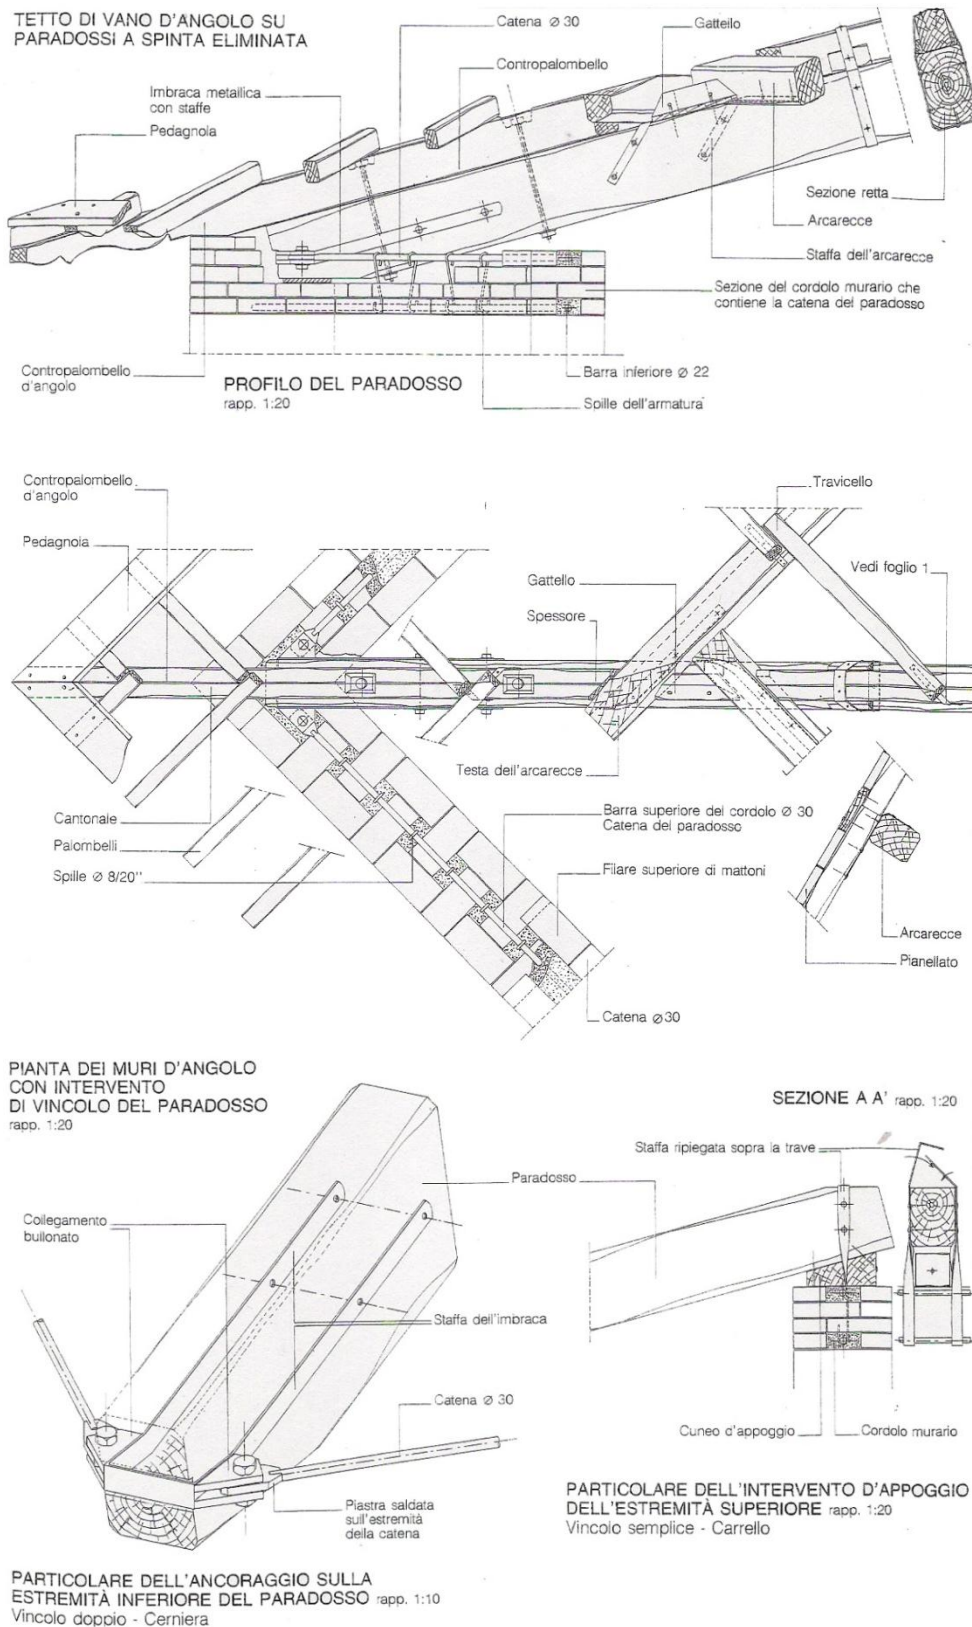 TETTO DI VANO D'ANGOLO SU
PARADOSSI A SPINTA ELIMINATA
Catena Ø 30
Gattello
Contropalombello
Imbraca metallica
con staffe
Pedagnola
Sezione retta
Arcarecce
Staffa dell'arcarecce
Sezione del cordolo murario che
contiene la catena del paradosso
Contropalombello
d'angolo
PROFILO DEL PARADOSSO
rapp. 1:20
Barra inferiore Ø 22
Spille dell'armatura
Contropalombello
d'angolo
Travicello
Pedagnola
Vedi foglio 1
Gattello
Spessore
Testa dell'arcarecce
Cantonale
Barra superiore del cordolo Ø 30
Catena del paradosso
Palombelli
Spille Ø 8/20''
Filare superiore di mattoni
Arcarecce
Pianellato
Catena Ø 30
PIANTA DEI MURI D'ANGOLO
CON INTERVENTO
DI VINCOLO DEL PARADOSSO
rapp. 1:20
SEZIONE A A' rapp. 1:20
Staffa ripiegata sopra la trave
Paradosso
Collegamento
bullonato
Staffa dell'imbraca
Catena Ø 30
Cuneo d'appoggio
Cordolo murario
Piastra saldata
sull'estremità
della catena
PARTICOLARE DELL'INTERVENTO D'APPOGGIO
DELL'ESTREMITÀ SUPERIORE rapp. 1:20
Vincolo semplice - Carrello
PARTICOLARE DELL'ANCORAGGIO SULLA
ESTREMITÀ INFERIORE DEL PARADOSSO rapp. 1:10
Vincolo doppio - Cerniera